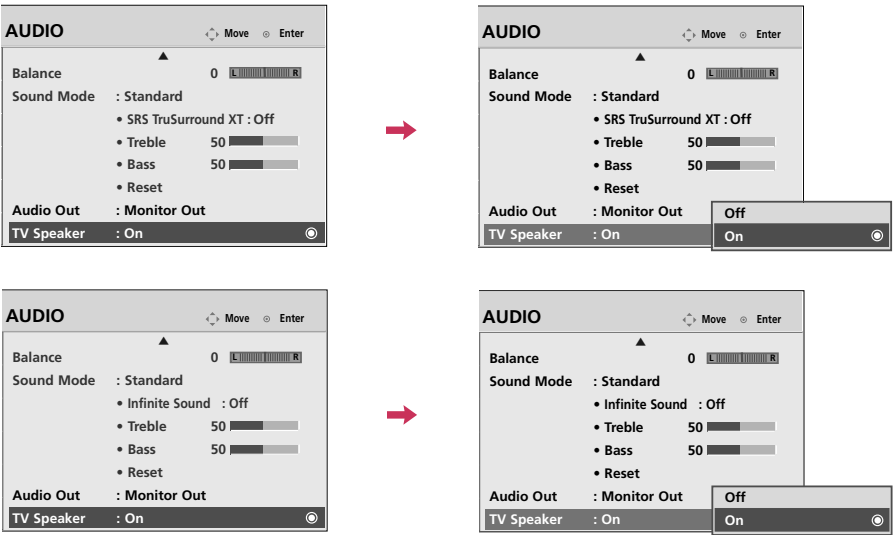 AUDIO Move Enter
Balance 0 L R
Sound Mode : Standard
• SRS TruSurround XT : Off
• Treble 50
• Bass 50
• Reset
Audio Out : Monitor Out
TV Speaker : On
AUDIO Move Enter
Balance 0 L R
Sound Mode : Standard
• SRS TruSurround XT : Off
• Treble 50
• Bass 50
• Reset
Audio Out : Monitor Out
TV Speaker : On
Off
On
AUDIO Move Enter
Balance 0 L R
Sound Mode : Standard
• Infinite Sound : Off
• Treble 50
• Bass 50
• Reset
Audio Out : Monitor Out
TV Speaker : On
AUDIO Move Enter
Balance 0 L R
Sound Mode : Standard
• Infinite Sound : Off
• Treble 50
• Bass 50
• Reset
Audio Out : Monitor Out
TV Speaker : On
Off
On